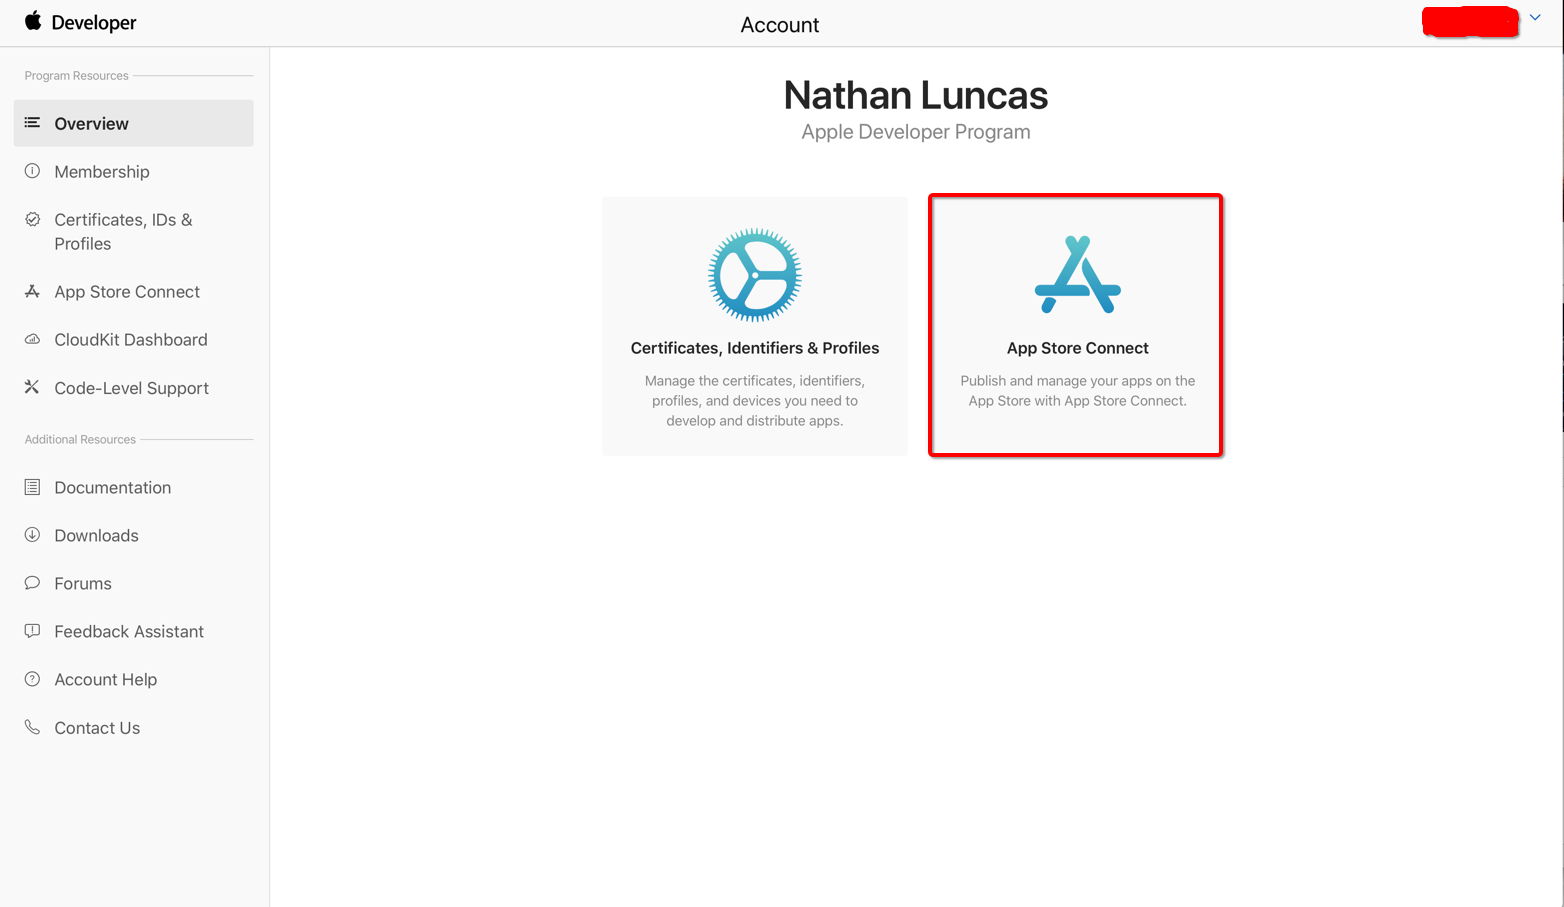 Developer
Account
Program Resources
Overview
Membership
Certificates, IDs &
Profiles
App Store Connect
CloudKit Dashboard
Code-Level Support
Additional Resources
Documentation
Downloads
Forums
Feedback Assistant
Account Help
Contact Us
Nathan Luncas
Apple Developer Program
Certificates, Identifiers & Profiles
Manage the certificates, identifiers,
profiles, and devices you need to
develop and distribute apps.
App Store Connect
Publish and manage your apps on the
App Store with App Store Connect.